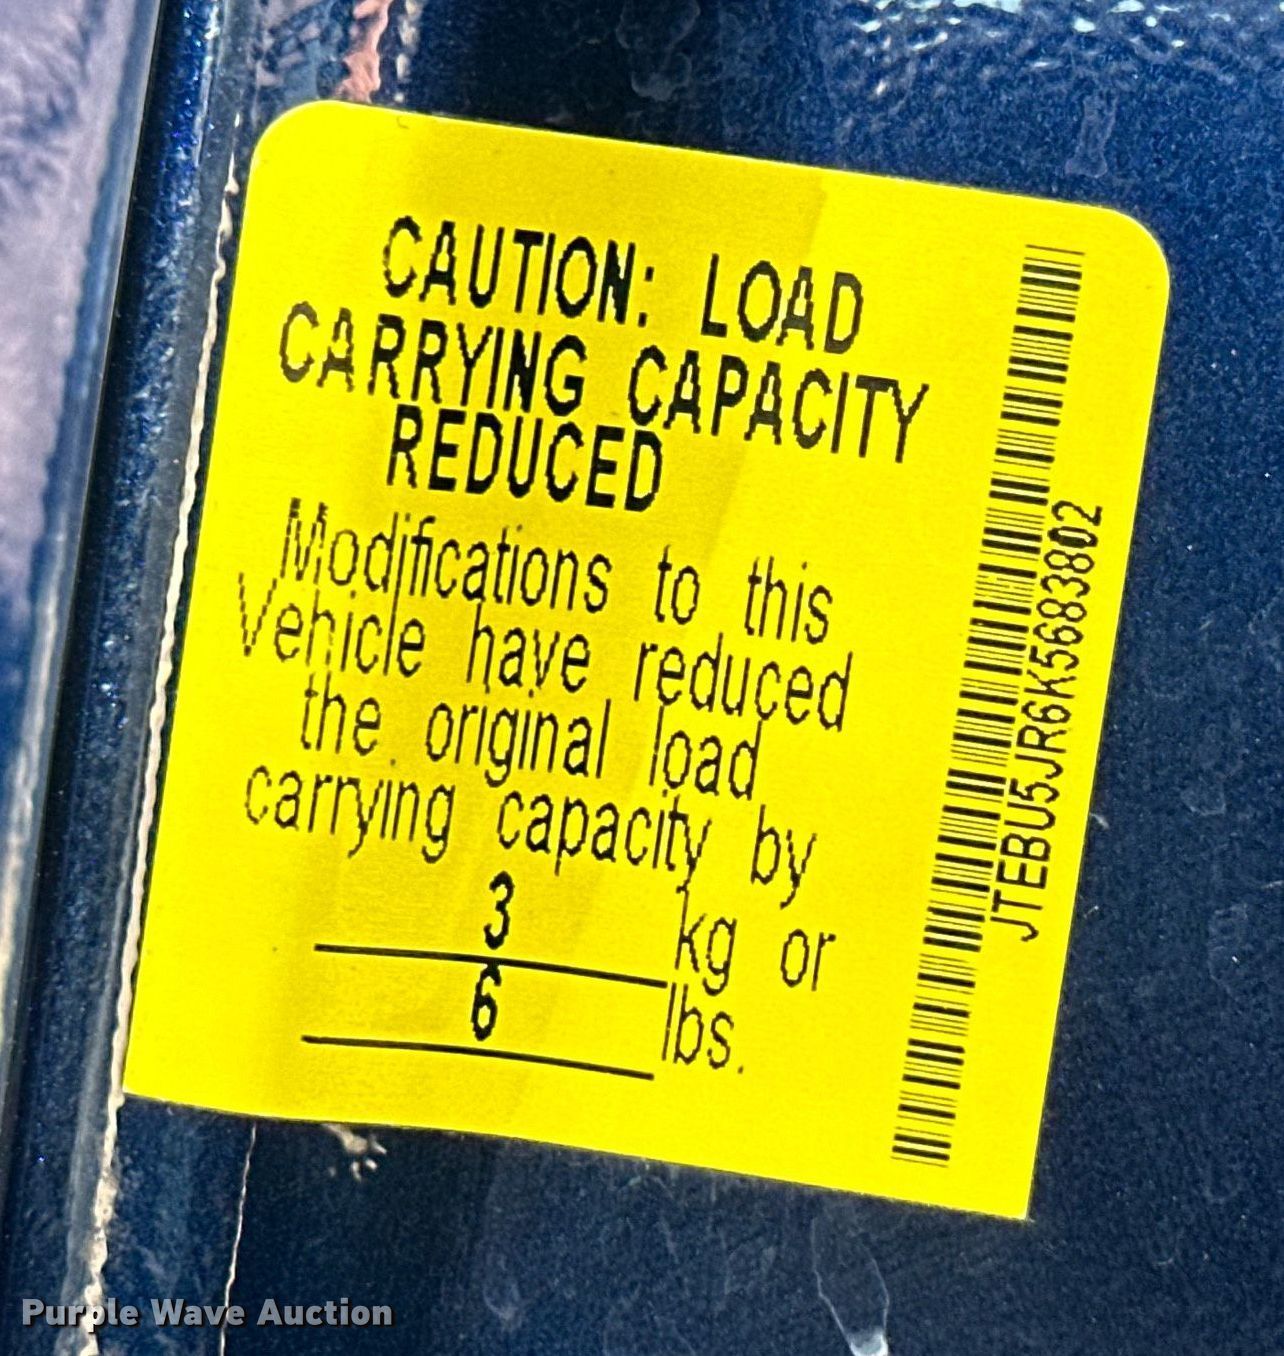 CAUTION: LOAD
CARRYING CAPACITY
REDUCED
Modifications to this
Vehicle have reduced
the original load
carrying capacity by
3 kg or
6 lbs.
JTEBU5JR6K5683802
Purple Wave Auction